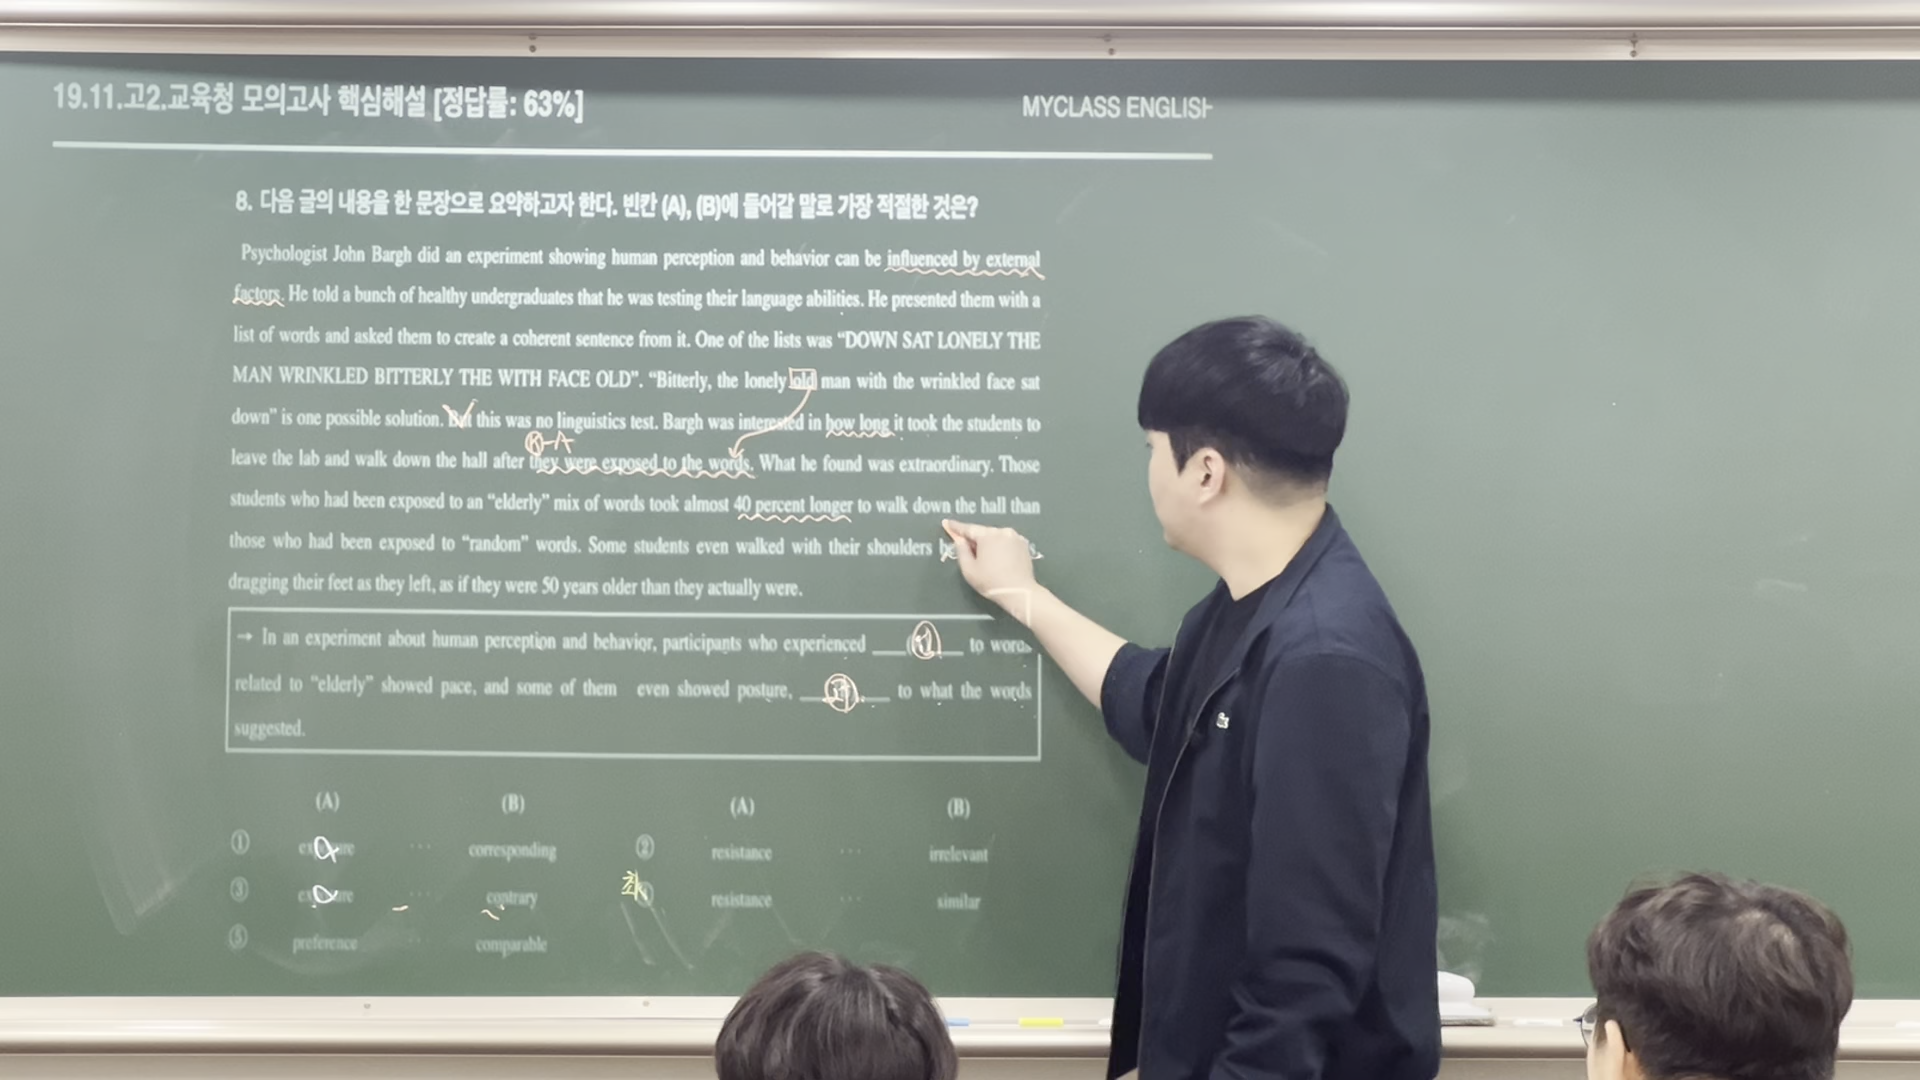 19.11.고2.교육청 모의고사 핵심해설 [정답률: 63%]
MYCLASS ENGLISH
8. 다음 글의 내용을 한 문장으로 요약하고자 한다. 빈칸 (A), (B)에 들어갈 말로 가장 적절한 것은?
Psychologist John Bargh did an experiment showing human perception and behavior can be influenced by external
factors. He told a bunch of healthy undergraduates that he was testing their language abilities. He presented them with a
list of words and asked them to create a coherent sentence from it. One of the lists was “DOWN SAT LONELY THE
MAN WRINKLED BITTERLY THE WITH FACE OLD”. “Bitterly, the lonely old man with the wrinkled face sat
down” is one possible solution. But this was no linguistics test. Bargh was interested in how long it took the students to
leave the lab and walk down the hall after they were exposed to the words. What he found was extraordinary. Those
students who had been exposed to an “elderly” mix of words took almost 40 percent longer to walk down the hall than
those who had been exposed to “random” words. Some students even walked with their shoulders
dragging their feet as they left, as if they were 50 years older than they actually were.
→ In an experiment about human perception and behavior, participants who experienced ____ to words
related to “elderly” showed pace, and some of them even showed posture, ____ to what the words
suggested.
(A) (B) (A) (B)
① exposure ··· corresponding ② resistance ··· irrelevant
③ exposure ··· contrary ④ resistance ··· similar
⑤ preference ··· comparable